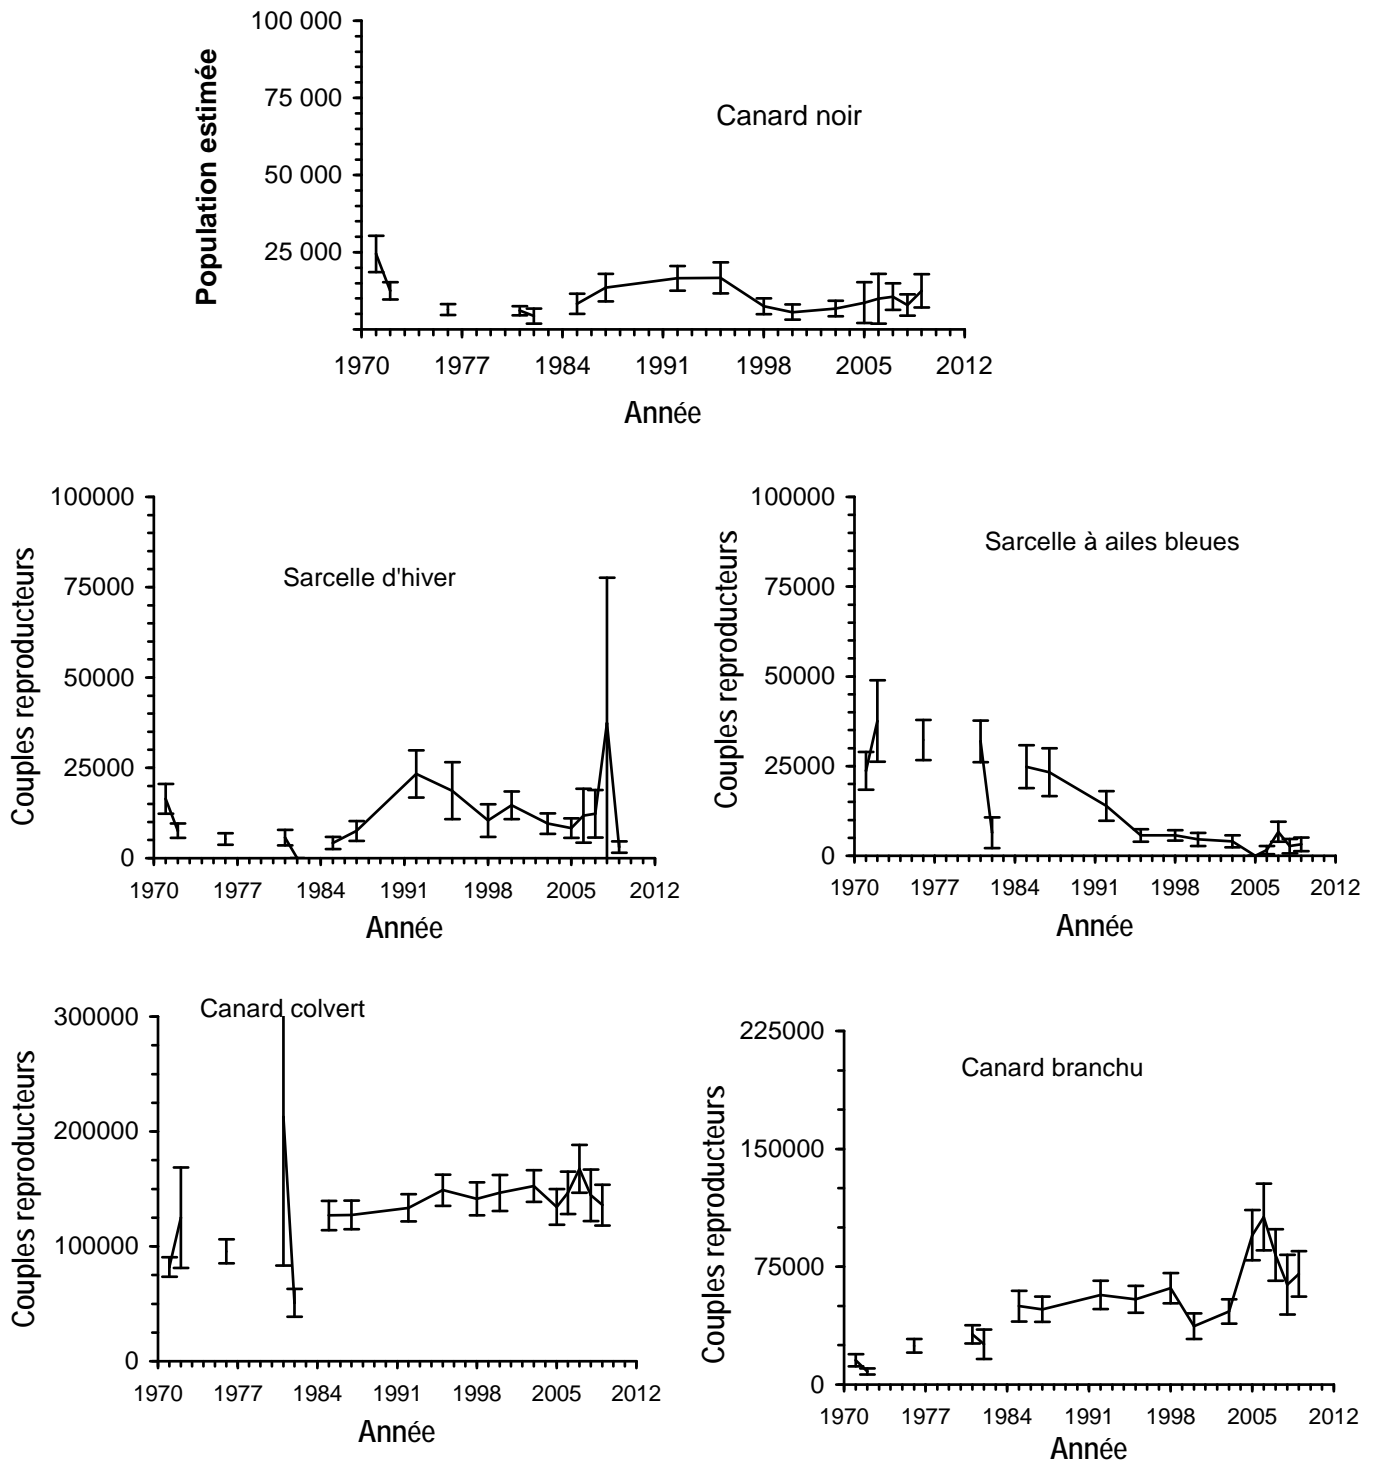 100 000
75 000
50 000
25 000
Population estimée
Canard noir
1970 1977 1984 1991 1998 2005 2012
Année
100000
75000
50000
25000
0
Couples reproducteurs
Sarcelle d'hiver
1970 1977 1984 1991 1998 2005 2012
Année
100000
75000
50000
25000
0
Couples reproducteurs
Sarcelle à ailes bleues
1970 1977 1984 1991 1998 2005 2012
Année
300000
200000
100000
0
Couples reproducteurs
Canard colvert
1970 1977 1984 1991 1998 2005 2012
Année
225000
150000
75000
0
Couples reproducteurs
Canard branchu
1970 1977 1984 1991 1998 2005 2012
Année